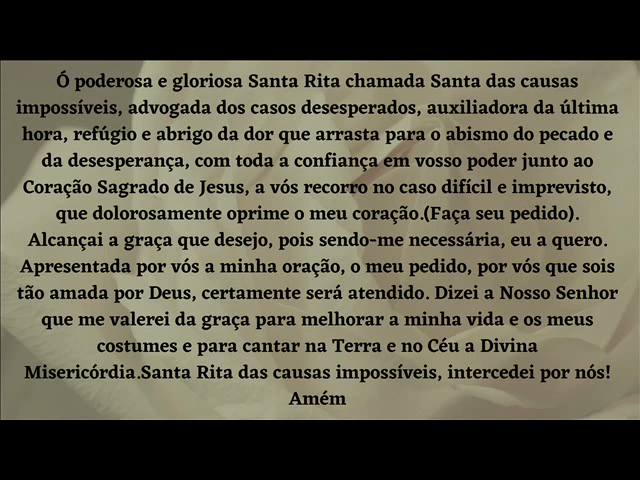 Ó poderosa e gloriosa Santa Rita chamada Santa das causas
impossíveis, advogada dos casos desesperados, auxiliadora da última
hora, refúgio e abrigo da dor que arrasta para o abismo do pecado e
da desesperança, com toda a confiança em vosso poder junto ao
Coração Sagrado de Jesus, a vós recorro no caso difícil e imprevisto,
que dolorosamente oprime o meu coração.(Faça seu pedido).
Alcançai a graça que desejo, pois sendo-me necessária, eu a quero.
Apresentada por vós a minha oração, o meu pedido, por vós que sois
tão amada por Deus, certamente será atendido. Dizei a Nosso Senhor
que me valerei da graça para melhorar a minha vida e os meus
costumes e para cantar na Terra e no Céu a Divina
Misericórdia.Santa Rita das causas impossíveis, intercedei por nós!
Amém